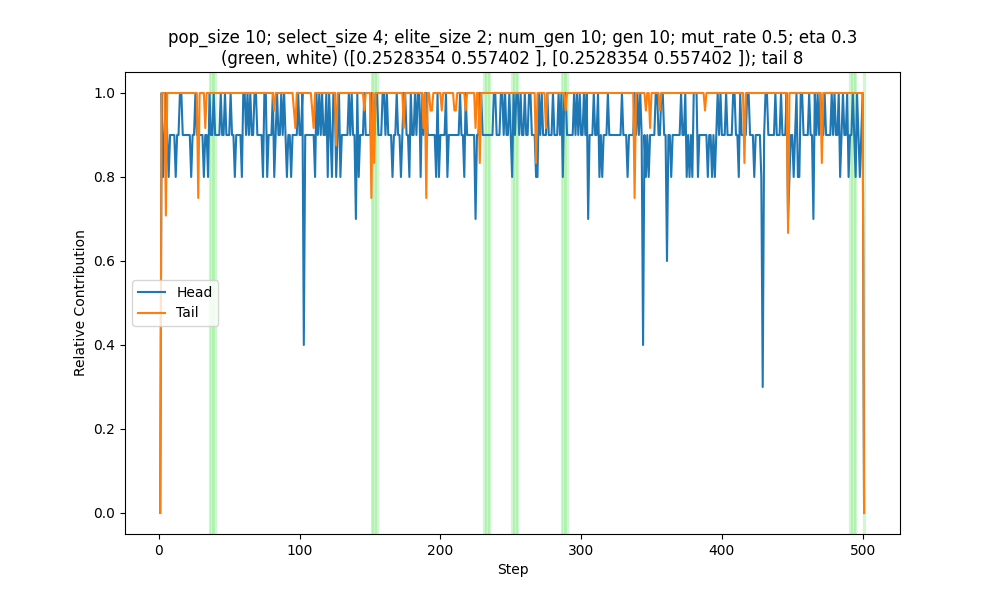 pop_size 10; select_size 4; elite_size 2; num_gen 10; gen 10; mut_rate 0.5; eta 0.3
(green, white) ([0.2528354 0.557402 ], [0.2528354 0.557402 ]); tail 8
1.0
0.8
0.6
0.4
0.2
0.0
Relative Contribution
Head
Tail
0
100
200
300
400
500
Step